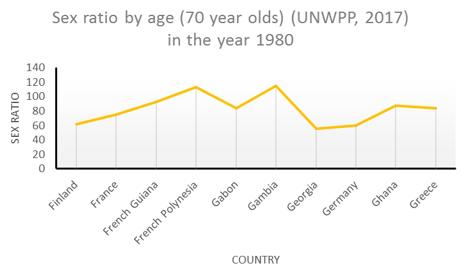 Sex ratio by age (70 year olds) (UNWPP, 2017)
in the year 1980
SEX RATIO
140
120
100
80
60
40
20
0
Finland
France
French Guiana
French Polynesia
Gabon
Gambia
Georgia
Germany
Ghana
Greece
COUNTRY